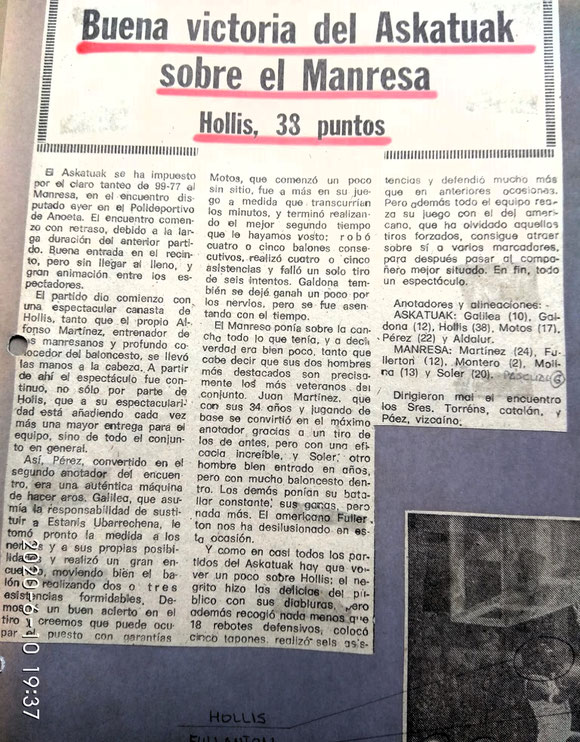 Buena victoria del Askatuak
sobre el Manresa
Hollis, 38 puntos
El Askatuak se ha impuesto
por el claro tanteo de 99-77 al
Manresa, en el encuentro dis-
putado ayer en el Polideportivo
de Anoeta. El encuentro comen-
zó con retraso, debido a la lar-
ga duración del anterior parti-
do. Buena entrada en el recin-
to, pero sin llegar al lleno, y
gran animación entre los es-
pectadores.
El partido dio comienzo con
una espectacular canasta de
Hollis, tanto que el propio Al-
fonso Martínez, entrenador de
los manresanos y profundo co-
nocedor del baloncesto, se llevó
las manos a la cabeza. A partir
de ahí el espectáculo fue con-
tinuo, no sólo por parte de
Hollis, que a su espectaculari-
dad está añadiendo cada vez
más una mayor entrega para el
equipo, sino de todo el conjun-
to en general.
Así, Pérez, convertido en el
segundo anotador del encuen-
tro, era una auténtica máquina
de hacer aros. Galilea, que asu-
mía la responsabilidad de susti-
tuir a Estanis Ubarrechena, le
tomó pronto la medida a los
nervios y a sus propias posibi-
lidades y realizó un gran en-
cuentro, moviendo bien el ba-
lón y realizando dos o tres
asistencias formidables. De-
mostró un buen acierto en el
tiro y creemos que puede ocu-
par el puesto con garantías
Motos, que comenzó un poco
sin sitio, fue a más en su jue-
go a medida que transcurrían
los minutos, y terminó realizan-
do el mejor segundo tiempo
que le hayamos visto: robó
cuatro o cinco balones conse-
cutivos, realizó cuatro o cinco
asistencias y falló un solo tiro
de seis intentos. Galdona tam-
bién se dejó ganah un poco por
los nervios, pero se fue asen-
tando con el tiempo.
El Manresa ponía sobre la can-
cha todo lo que tenía, y a decir
verdad era bien poco, tanto que
cabe decir que sus dos hombres
más destacados son precisa-
mente los más veteranos del
conjunto. Juan Martínez, que
con sus 34 años y jugando de
base se convirtió en el máximo
anotador gracias a un tiro de
los de antes, pero con una efi-
cacia increíble, y Soler, otro
hombre bien entrado en años,
pero con mucho baloncesto den-
tro. Los demás ponían su bata-
llar constante, sus ganas, pero
nada más. El americano Fuller-
ton nos ha desilusionado en es-
ta ocasión.
Y como en casi todos los par-
tidos del Askatuak hay que vol-
ver un poco sobre Hollis: el ne-
grito hizo las delicias del pú-
blico con sus diabluras, pero
además recogió nada menos que
18 rebotes defensivos, colocó
cinco tapones, realizó seis asis-
tencias y defendió mucho más
que en anteriores ocasiones.
Pero además todo el equipo rea-
za su juego con el del ameri-
cano, que ha olvidado aquellos
tiros forzados, consigue atraer
sobre sí a varios marcadores,
para después pasar al compa-
ñero mejor situado. En fin, todo
un espectáculo.
Anotadores y alineaciones:
ASKATUAK: Galilea (10), Gal-
dona (12), Hollis (38), Motos (17),
Pérez (22) y Aldalur.
MANRESA: Martínez (24), Fu-
llerton (12), Montero (2), Moli-
na (13) y Soler (20).
Dirigieron mal el encuentro
los Sres. Torréns, catalán, y
Páez, vizcaíno.
2020-6-10 19:37
HOLLIS
FULLANTON